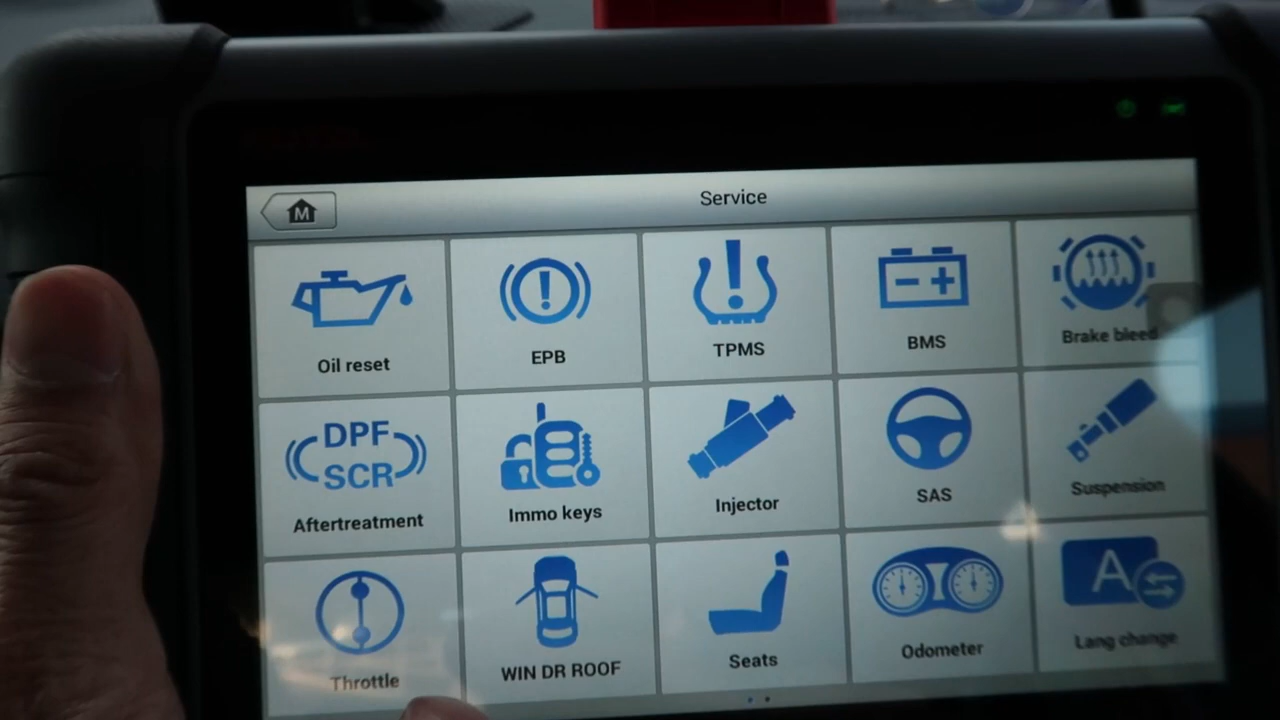 M
Service
Oil reset
EPB
TPMS
BMS
Brake bleed
DPF
SCR
Aftertreatment
Immo keys
Injector
SAS
Suspension
Throttle
WIN DR ROOF
Seats
Odometer
A
Lang change